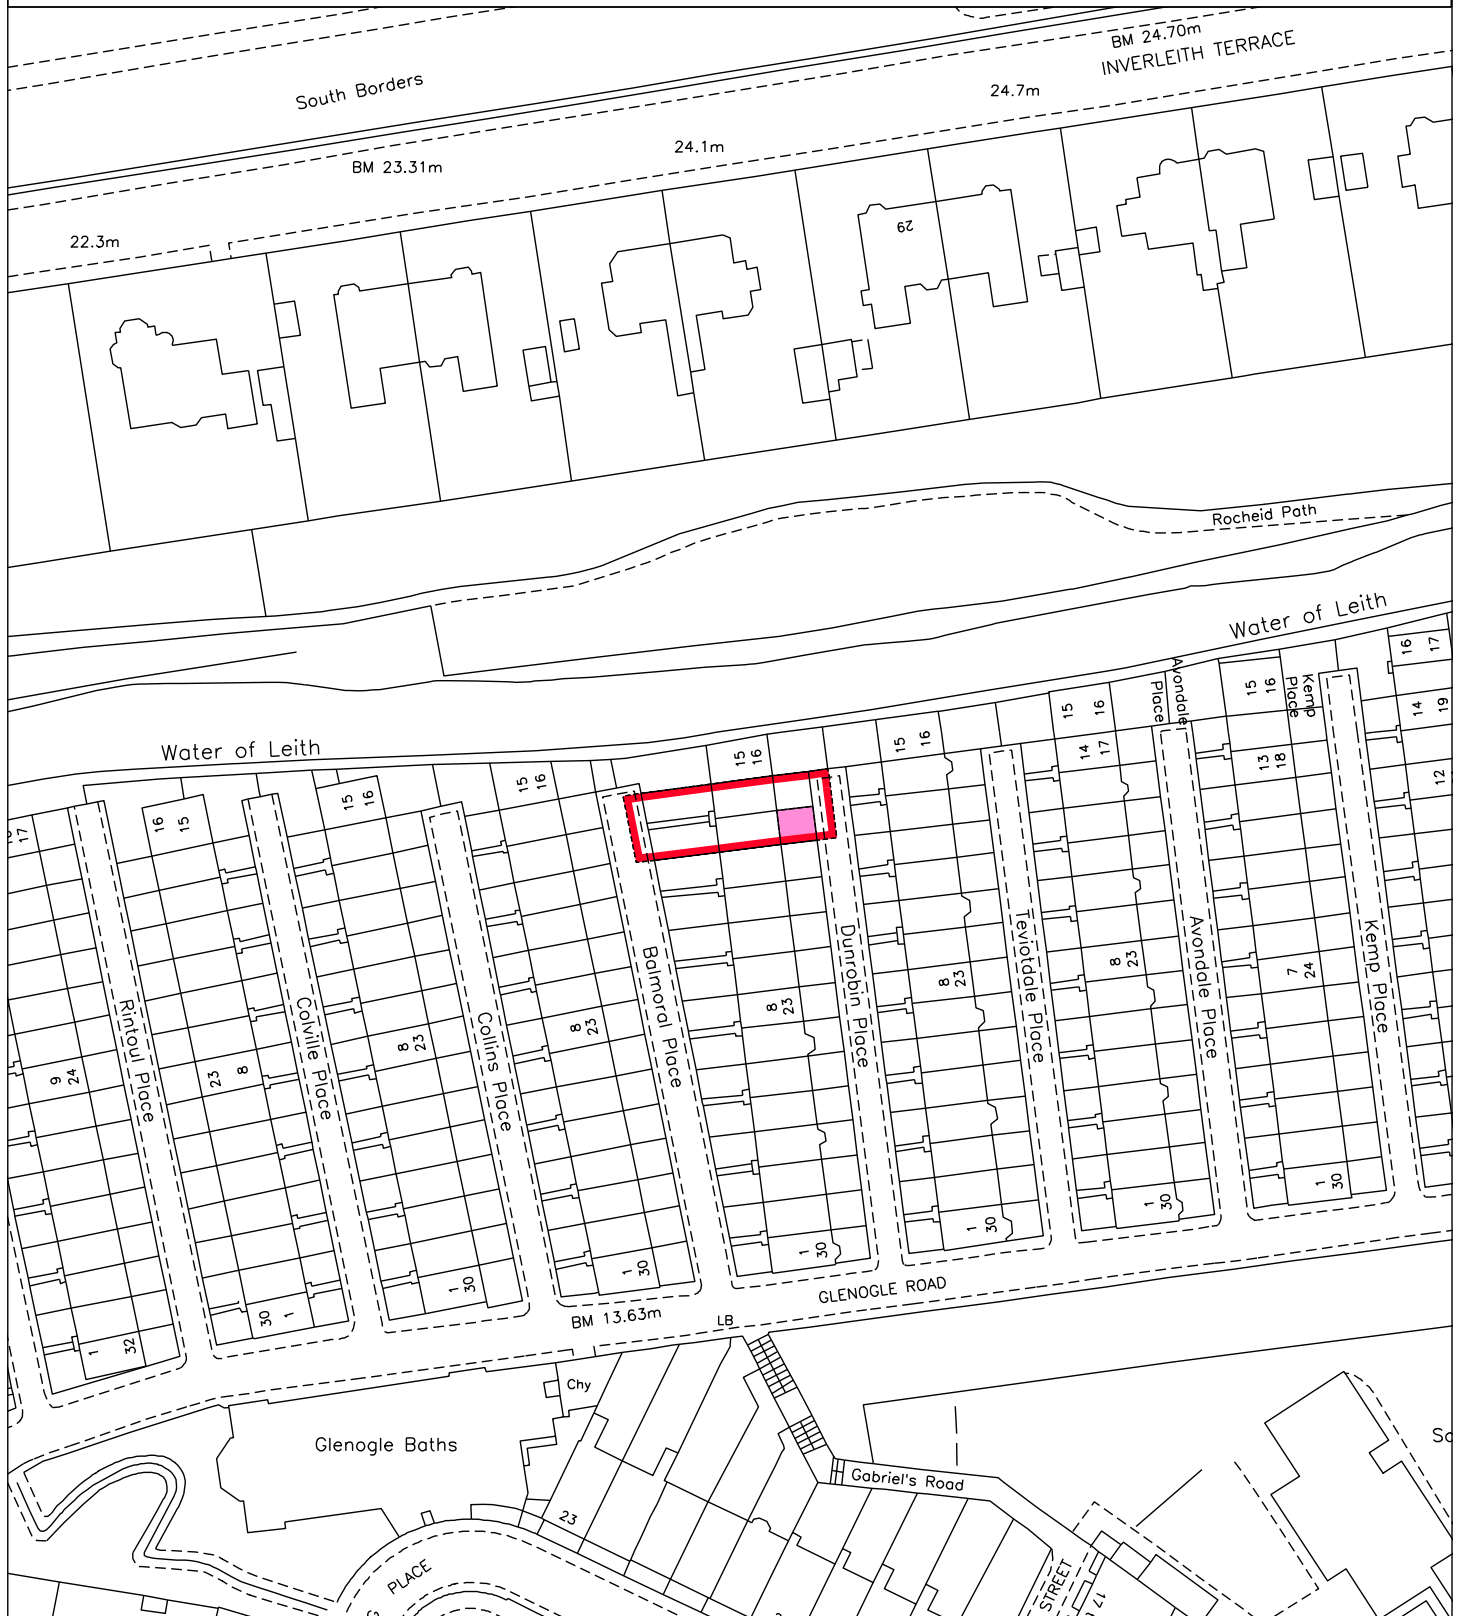 BM 24.70m
INVERLEITH TERRACE
South Borders
24.7m
24.1m
BM 23.31m
22.3m
29
Rocheid Path
Water of Leith
Water of Leith
17
16 15
15 16
15 16
15 16
15 16
15 16
14 17
Avondale
Place
15 16
Kemp
Place
13 18
16 17
14 19
12
Rintoul Place
Colville Place
Collins Place
Balmoral Place
Dunrobin Place
Teviotdale Place
Avondale Place
Kemp Place
9 24
23 8
8 23
8 23
8 23
8 23
8 23
7 24
1 32
30 1
1 30
1 30
1 30
1 30
1 30
1 30
GLENOGLE ROAD
BM 13.63m
LB
Chy
Glenogle Baths
Gabriel's Road
23
PLACE
STREET
17